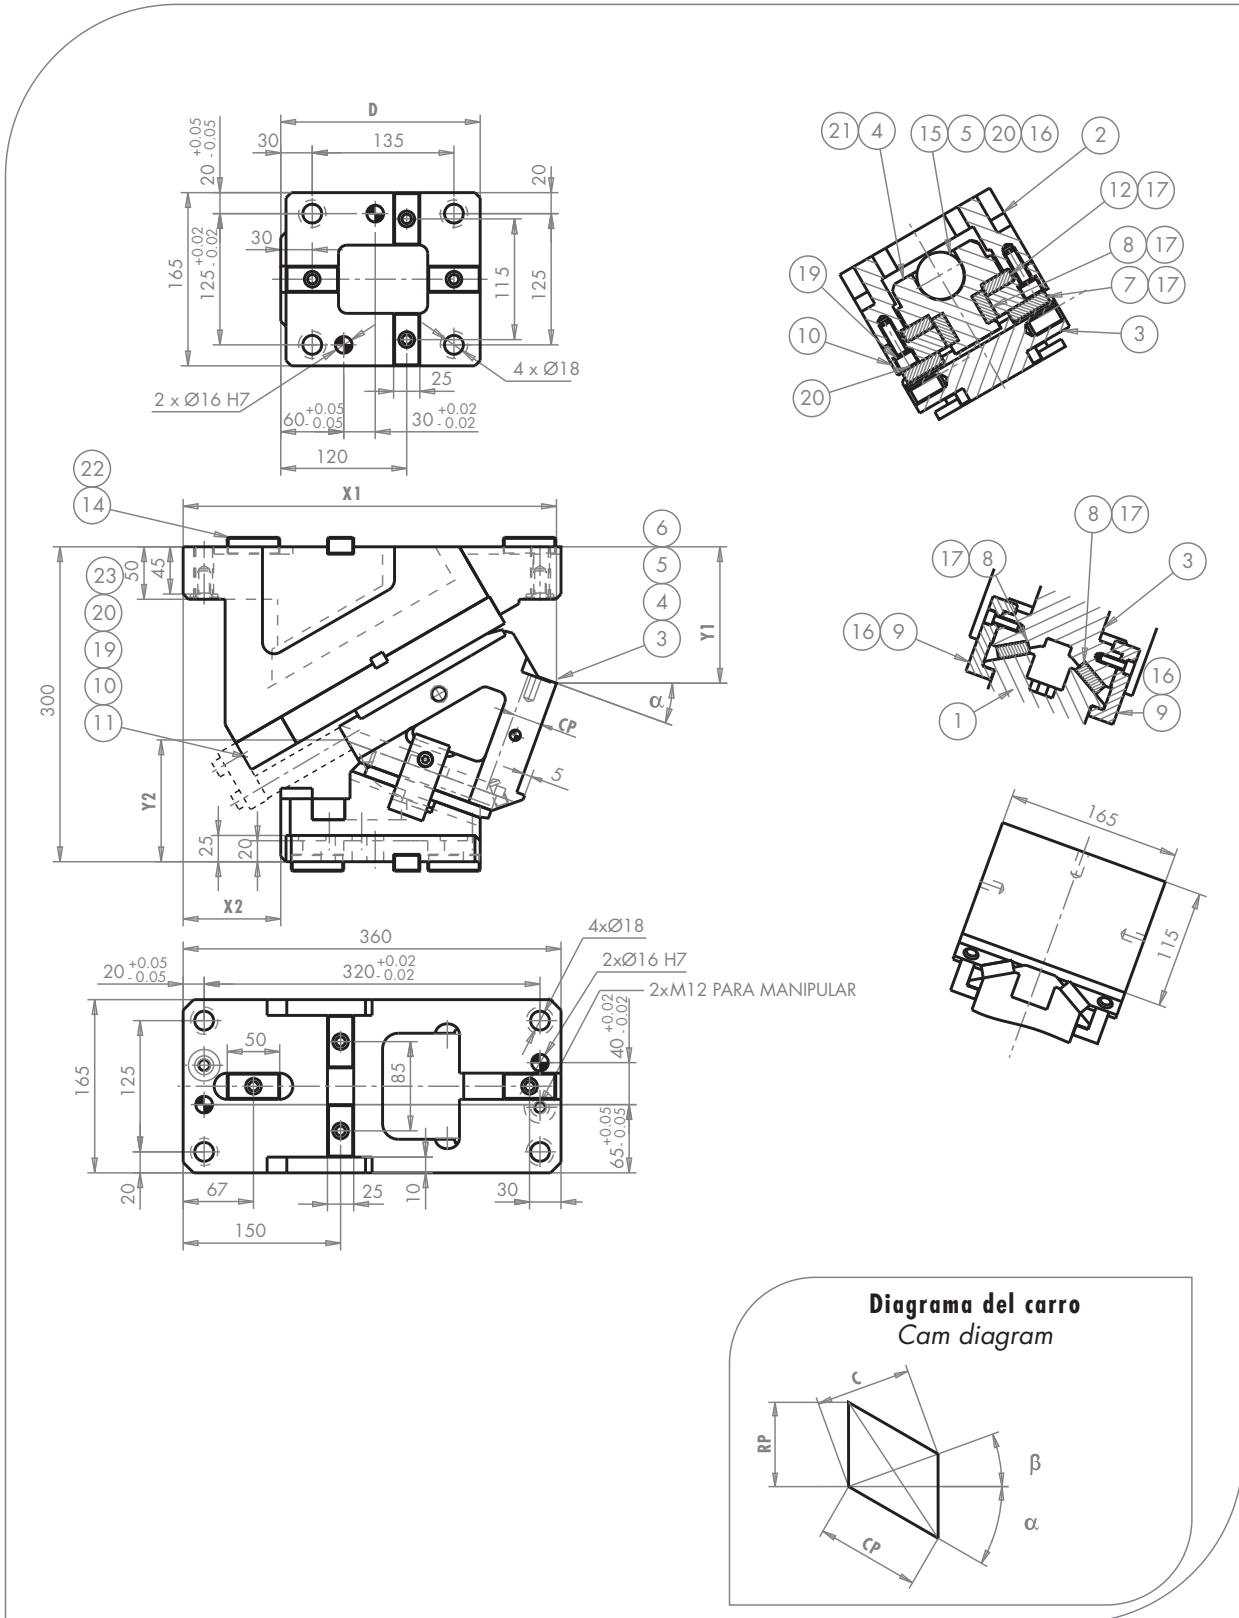 D
20 +0.05 -0.05
30
135
20
165
125 +0.02 -0.02
30
115
125
2 x Ø16 H7
25
4 x Ø18
60 +0.05 -0.05
30 +0.02 -0.02
120
21
4
15
5
20
16
2
12
17
8
17
19
7
17
10
3
20
22
14
X1
6
5
4
3
23
20
19
10
11
50
45
300
Y1
α
CP
5
Y2
25
20
X2
8
17
17
8
3
16
9
16
9
1
165
115
360
20 +0.05 -0.05
320 +0.02 -0.02
4xØ18
2xØ16 H7
2xM12 PARA MANIPULAR
165
125
50
85
40 +0.02 -0.02
65 +0.05 -0.05
20
67
25
10
30
150
Diagrama del carro
Cam diagram
C
RP
β
α
CP